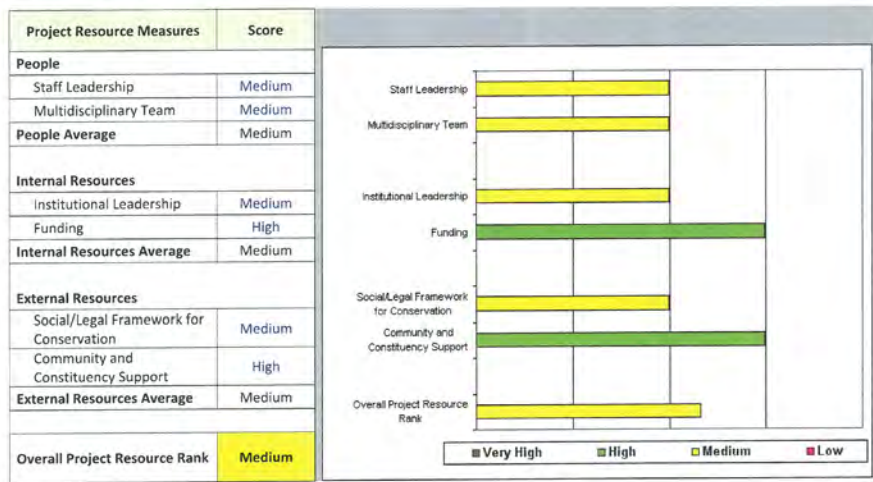 Project Resource Measures Score
People
Staff Leadership Medium
Multidisciplinary Team Medium
People Average Medium
Internal Resources
Institutional Leadership Medium
Funding High
Internal Resources Average Medium
External Resources
Social/Legal Framework for
Conservation Medium
Community and
Constituency Support High
External Resources Average Medium
Overall Project Resource Rank Medium
Staff Leadership
Multidisciplinary Team
Institutional Leadership
Funding
Social/Legal Framework
for Conservation
Community and
Constituency Support
Overall Project Resource
Rank
Very High High Medium Low